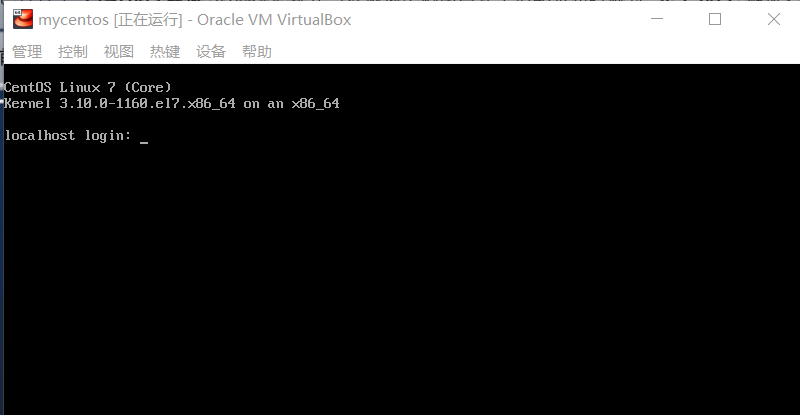 mycentos [正在运行] - Oracle VM VirtualBox
管理 控制 视图 热键 设备 帮助
CentOS Linux 7 (Core)
Kernel 3.10.0-1160.el7.x86_64 on an x86_64
localhost login: _